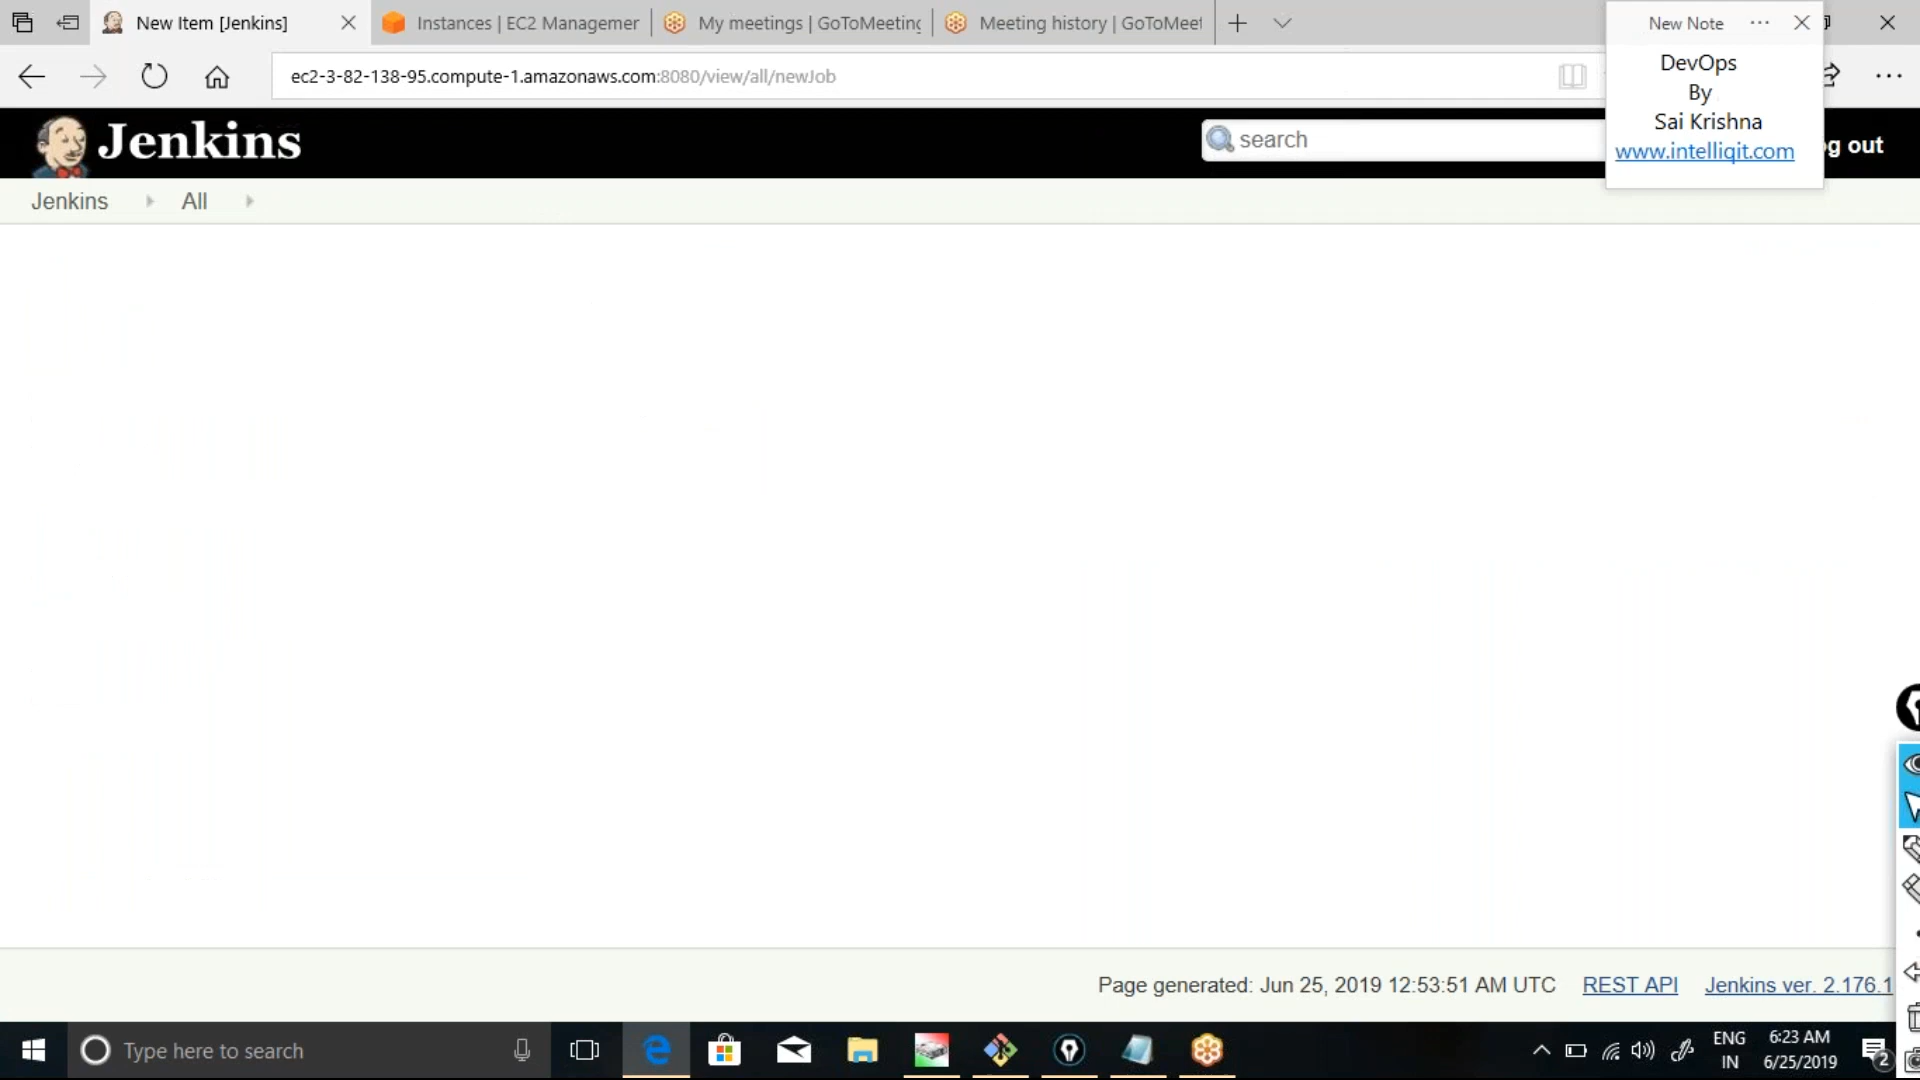 New Item [Jenkins]
Instances | EC2 Managemer
My meetings | GoToMeeting
Meeting history | GoToMeet
New Note
ec2-3-82-138-95.compute-1.amazonaws.com:8080/view/all/newJob
DevOps
By
Sai Krishna
www.intelliqit.com
Jenkins
search
og out
Jenkins
All
Page generated: Jun 25, 2019 12:53:51 AM UTC
REST API
Jenkins ver. 2.176.1
Type here to search
ENG
IN
6:23 AM
6/25/2019
2